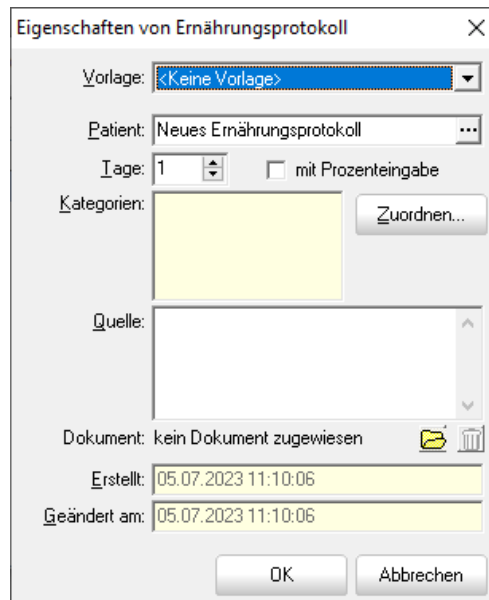 Eigenschaften von Ernährungsprotokoll
Vorlage: <Keine Vorlage>
Patient: Neues Ernährungsprotokoll
Tage: 1 mit Prozenteingabe
Kategorien: Zuordnen...
Quelle:
Dokument: kein Dokument zugewiesen
Erstellt: 05.07.2023 11:10:06
Geändert am: 05.07.2023 11:10:06
OK Abbrechen